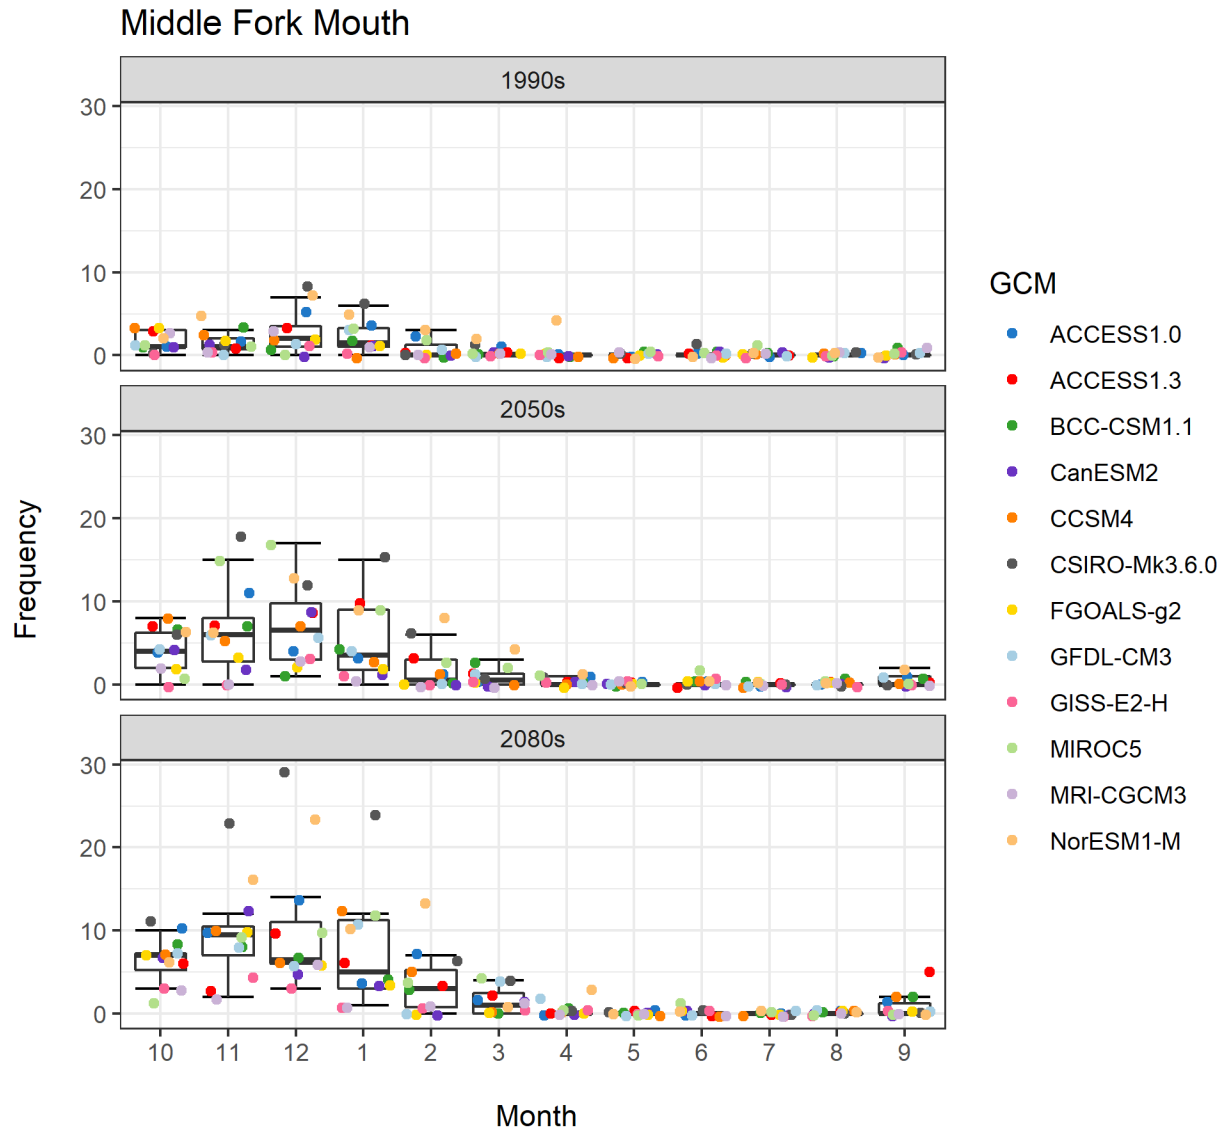 Middle Fork Mouth
1990s
30
20
10
0
2050s
30
20
10
0
2080s
30
20
10
0
10 11 12 1 2 3 4 5 6 7 8 9
Month
Frequency
GCM
ACCESS1.0
ACCESS1.3
BCC-CSM1.1
CanESM2
CCSM4
CSIRO-Mk3.6.0
FGOALS-g2
GFDL-CM3
GISS-E2-H
MIROC5
MRI-CGCM3
NorESM1-M